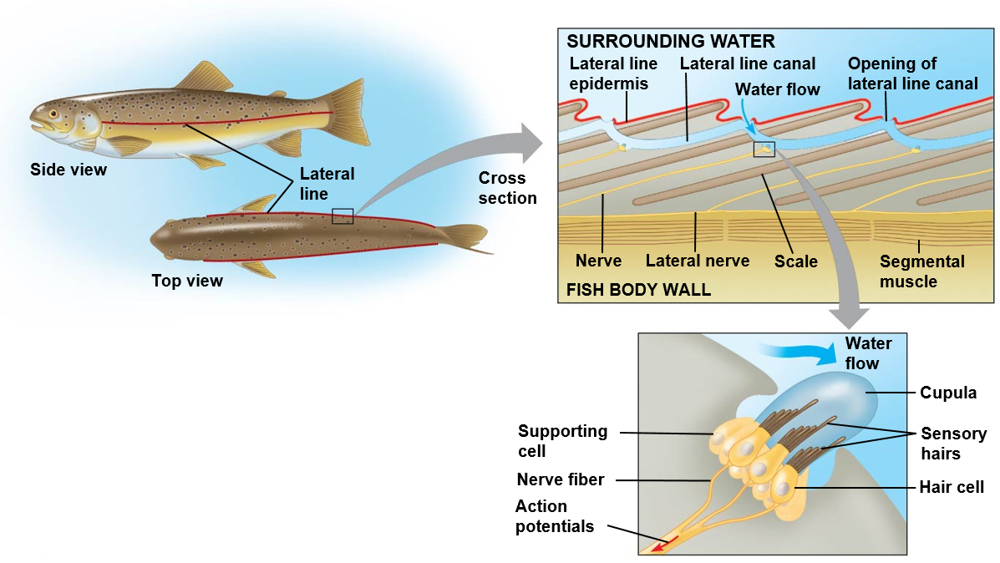 Side view
Lateral
line
Top view
Cross
section
SURROUNDING WATER
Lateral line
epidermis
Lateral line canal
Water flow
Opening of
lateral line canal
Nerve
Lateral nerve
Scale
Segmental
muscle
FISH BODY WALL
Water
flow
Cupula
Sensory
hairs
Hair cell
Supporting
cell
Nerve fiber
Action
potentials